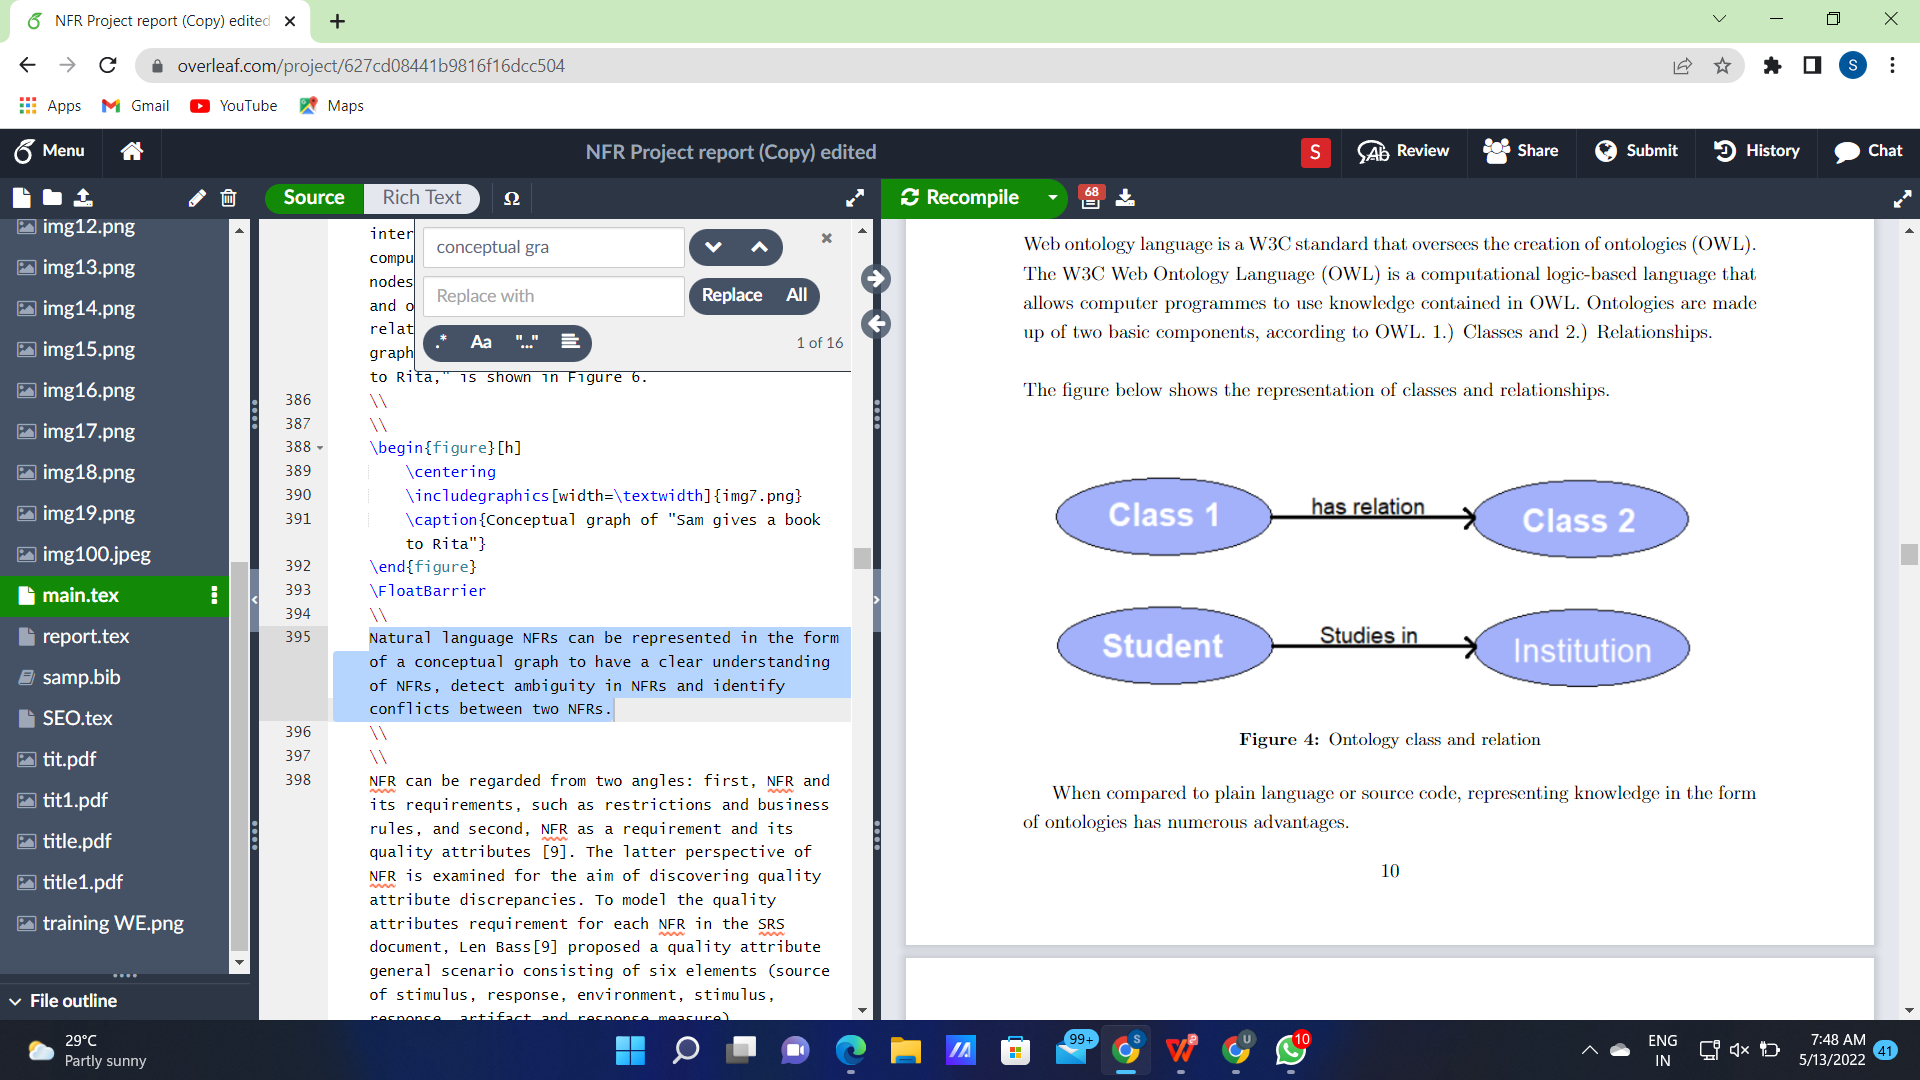 NFR Project report (Copy) edited
overleaf.com/project/627cd08441b9816f16dcc504
S
Apps
Gmail
YouTube
Maps
Menu
NFR Project report (Copy) edited
S
Review
Share
Submit
History
Chat
Source
Rich Text
Ω
Recompile
68
img12.png
img13.png
img14.png
img15.png
img16.png
img17.png
img18.png
img19.png
img100.jpeg
main.tex
report.tex
samp.bib
SEO.tex
tit.pdf
tit1.pdf
title.pdf
title1.pdf
training WE.png
File outline
conceptual gra
Replace with
Replace
All
.*
Aa
"..."
1 of 16
inter
compu
nodes
and o
relat
graph
to Rita," is shown in Figure 6.
386 \\
387 \\
388 \begin{figure}[h]
389 \centering
390 \includegraphics[width=\textwidth]{img7.png}
391 \caption{Conceptual graph of "Sam gives a book
to Rita"}
392 \end{figure}
393 \FloatBarrier
394 \\
395 Natural language NFRs can be represented in the form
of a conceptual graph to have a clear understanding
of NFRs, detect ambiguity in NFRs and identify
conflicts between two NFRs.
396 \\
397 \\
398 NFR can be regarded from two angles: first, NFR and
its requirements, such as restrictions and business
rules, and second, NFR as a requirement and its
quality attributes [9]. The latter perspective of
NFR is examined for the aim of discovering quality
attribute discrepancies. To model the quality
attributes requirement for each NFR in the SRS
document, Len Bass[9] proposed a quality attribute
general scenario consisting of six elements (source
of stimulus, response, environment, stimulus,
response, artifact and response measure)
Web ontology language is a W3C standard that oversees the creation of ontologies (OWL).
The W3C Web Ontology Language (OWL) is a computational logic-based language that
allows computer programmes to use knowledge contained in OWL. Ontologies are made
up of two basic components, according to OWL. 1.) Classes and 2.) Relationships.
The figure below shows the representation of classes and relationships.
Class 1
has relation
Class 2
Student
Studies in
Institution
Figure 4: Ontology class and relation
When compared to plain language or source code, representing knowledge in the form
of ontologies has numerous advantages.
10
29°C
Partly sunny
99+
S
U
10
ENG
IN
7:48 AM
5/13/2022
41